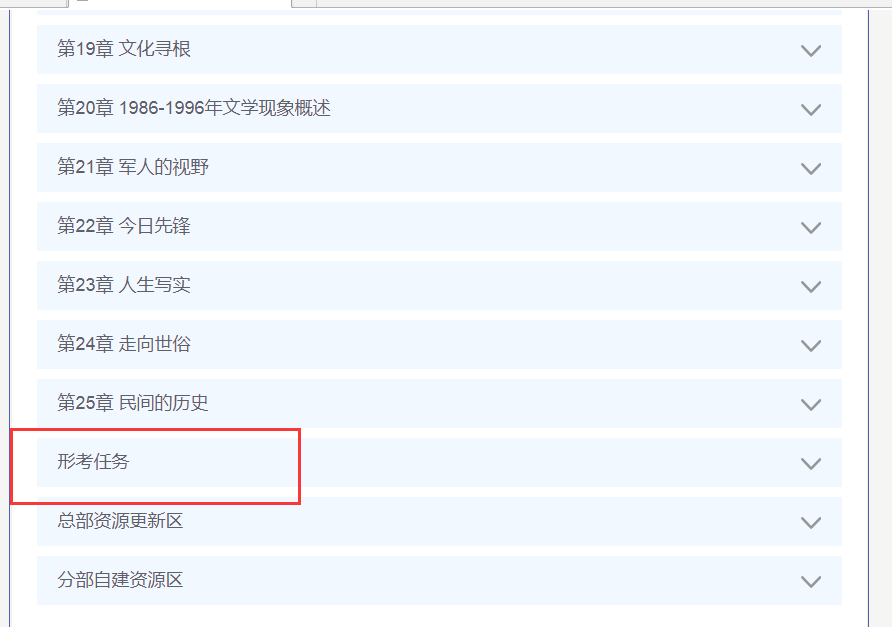 第19章 文化寻根
第20章 1986-1996年文学现象概述
第21章 军人的视野
第22章 今日先锋
第23章 人生写实
第24章 走向世俗
第25章 民间的历史
形考任务
总部资源更新区
分部自建资源区